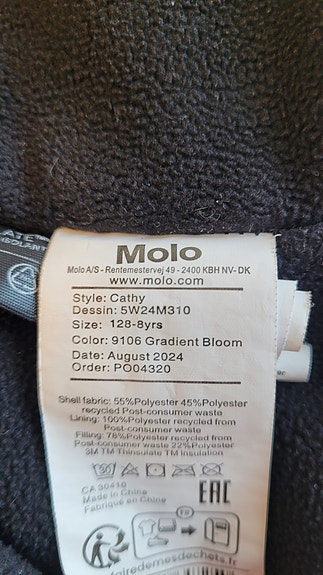 Molo
Molo A/S - Rentemestervej 49 - 2400 KBH NV- DK
www.molo.com
Style: Cathy
Dessin: 5W24M310
Size: 128-8yrs
Color: 9106 Gradient Bloom
Date: August 2024
Order: PO04320
Shell fabric: 55%Polyester 45%Polyester
recycled Post-consumer waste
Lining: 100%Polyester recycled from
Post-consumer waste
Filling: 78%Polyester recycled from
Post-consumer waste 22%Polyester
3M TM Thinsulate TM Insulation
CA 30416
Made in China
Fabriqué en China
EAC
FR